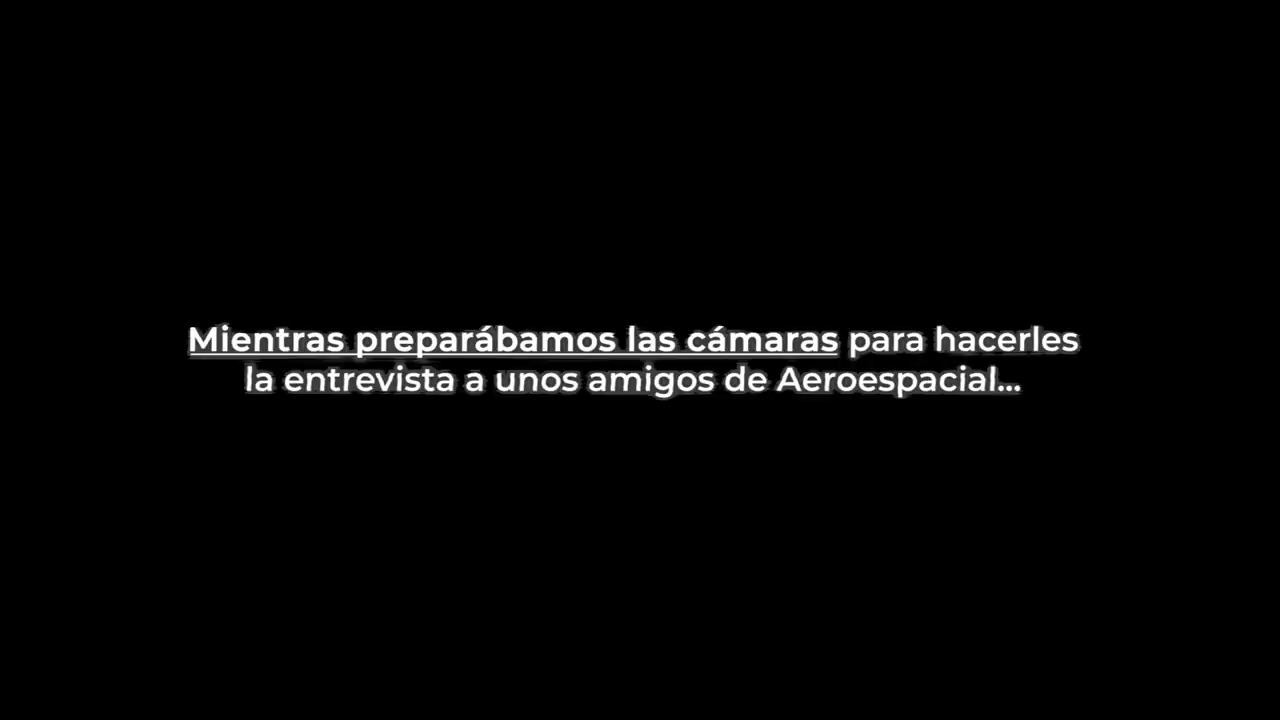 Mientras preparábamos las cámaras para hacerles
la entrevista a unos amigos de Aeroespacial...